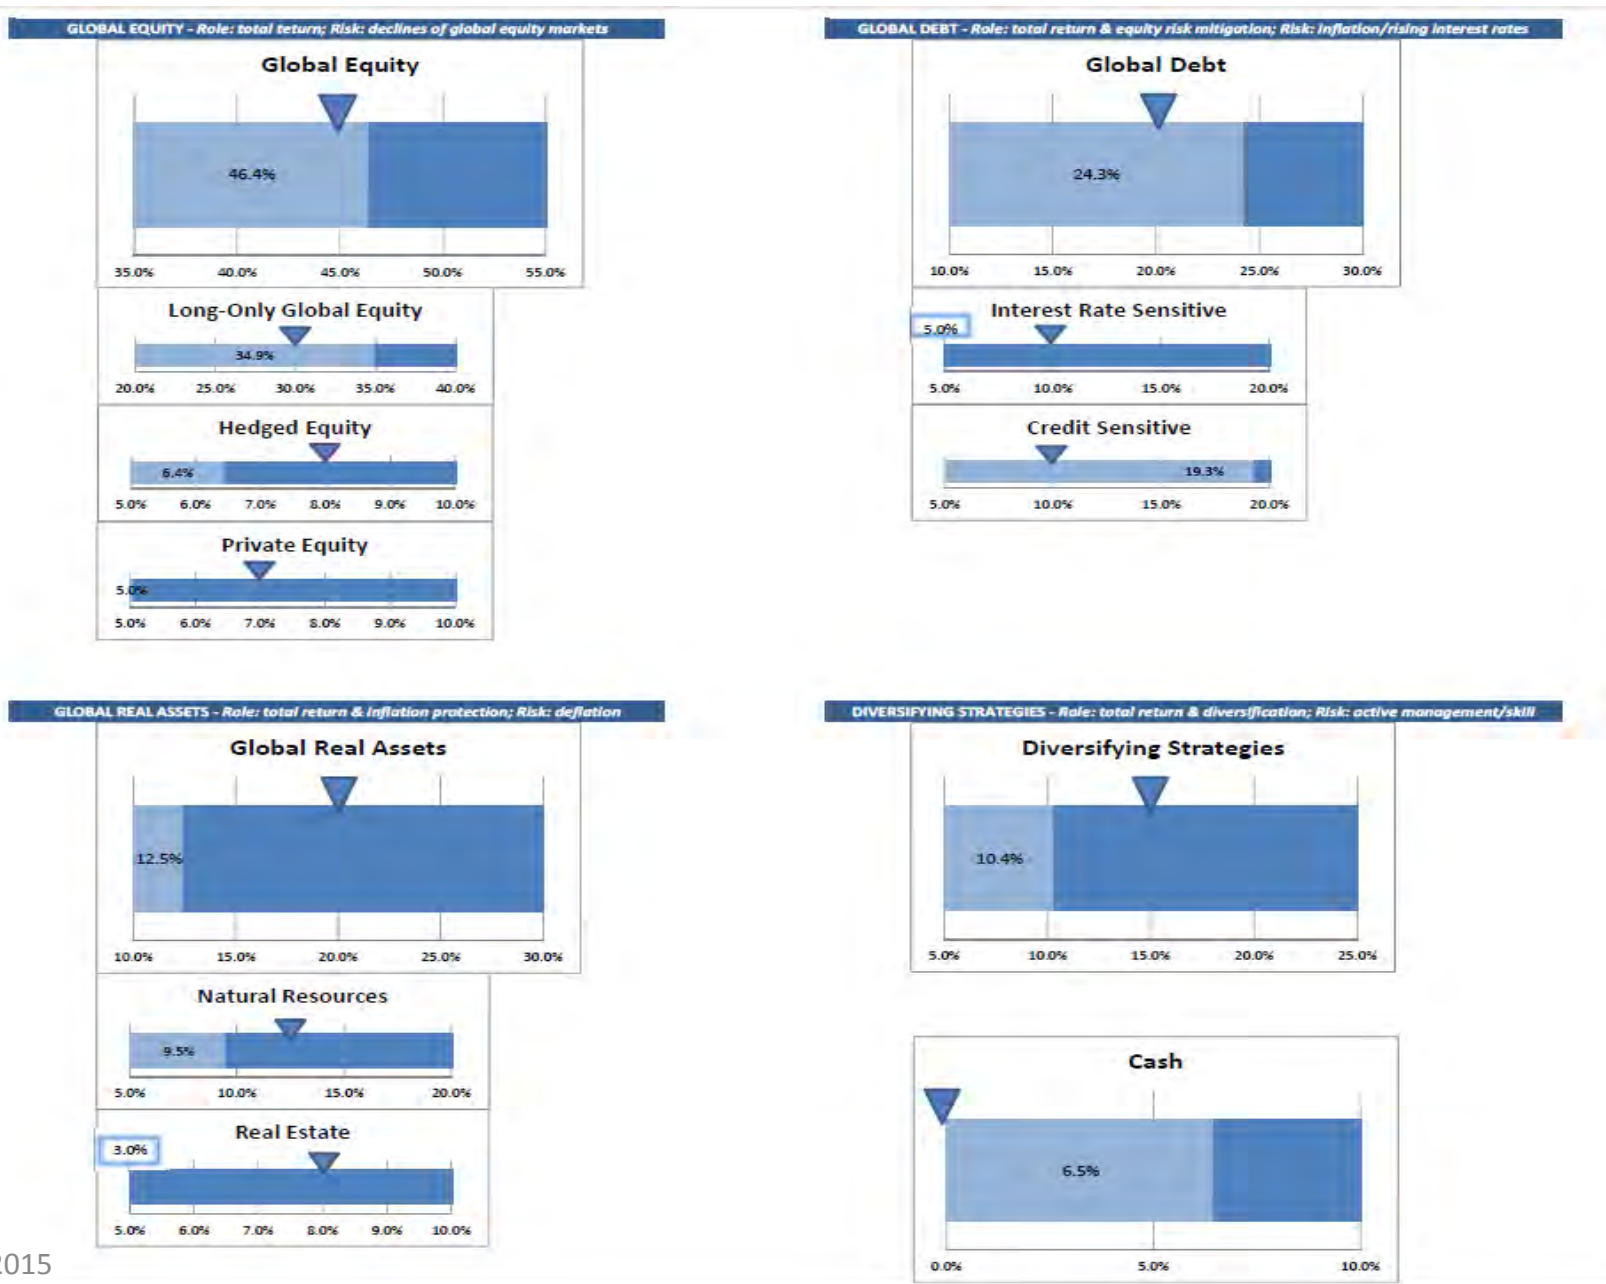 GLOBAL EQUITY - Role: total teturn; Risk: declines of global equity markets
Global Equity
46.4%
35.0% 40.0% 45.0% 50.0% 55.0%
Long-Only Global Equity
34.9%
20.0% 25.0% 30.0% 35.0% 40.0%
Hedged Equity
6.4%
5.0% 6.0% 7.0% 8.0% 9.0% 10.0%
Private Equity
5.0%
5.0% 6.0% 7.0% 8.0% 9.0% 10.0%
GLOBAL DEBT - Role: total return & equity risk mitigation; Risk: inflation/rising interest rates
Global Debt
24.3%
10.0% 15.0% 20.0% 25.0% 30.0%
Interest Rate Sensitive
5.0%
5.0% 10.0% 15.0% 20.0%
Credit Sensitive
19.3%
5.0% 10.0% 15.0% 20.0%
GLOBAL REAL ASSETS - Role: total return & inflation protection; Risk: deflation
Global Real Assets
12.5%
10.0% 15.0% 20.0% 25.0% 30.0%
Natural Resources
9.5%
5.0% 10.0% 15.0% 20.0%
Real Estate
3.0%
5.0% 6.0% 7.0% 8.0% 9.0% 10.0%
DIVERSIFYING STRATEGIES - Role: total return & diversification; Risk: active management/skill
Diversifying Strategies
10.4%
5.0% 10.0% 15.0% 20.0% 25.0%
Cash
6.5%
0.0% 5.0% 10.0%
2015